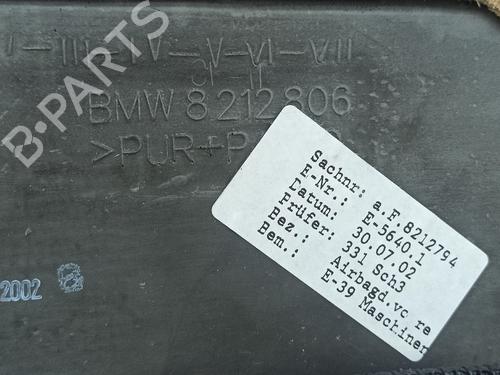 I-III-IV-V-VI-VII
BMW 8 212 806
>PUR+P
B-PARTS
Sachnr: a.F.8212794
E-Nr.: E-5640.1
Datum: 30.07.02
Prüfer: 331 Sch3
Bez.: Airbagd.vo re
Bem.: E-39 Maschinen
2002